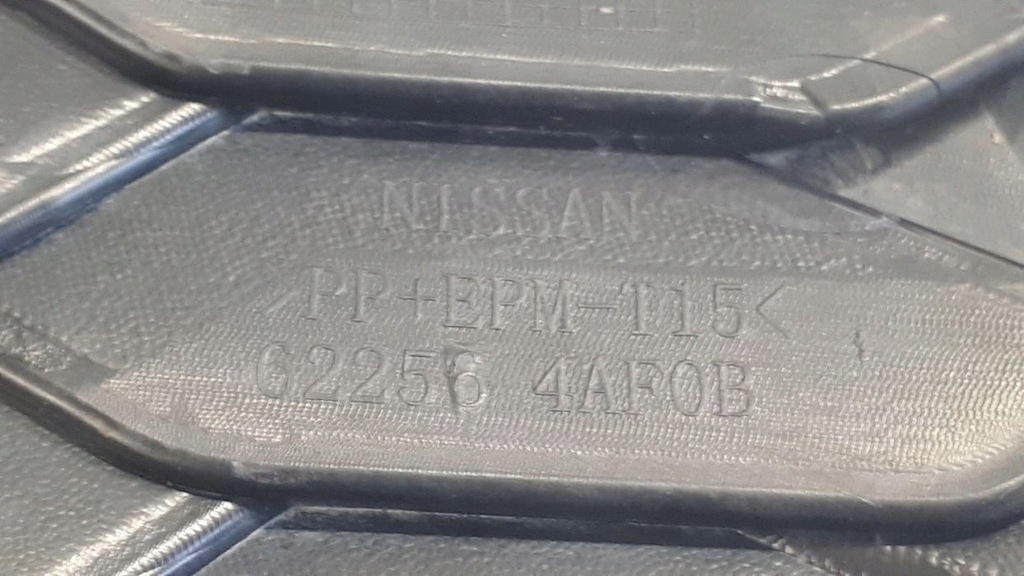 NISSAN
>PP+EPM-T15<
62256 4AF0B